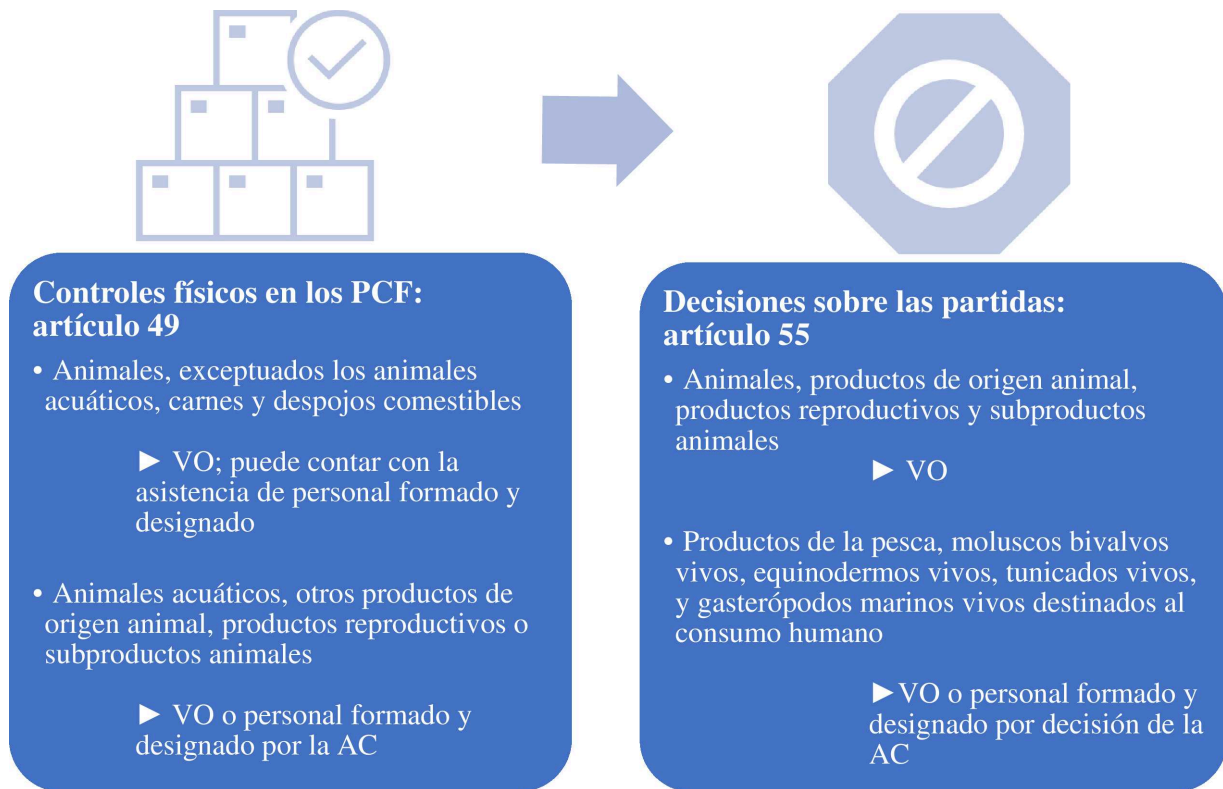 Controles físicos en los PCF:
artículo 49
• Animales, exceptuados los animales
acuáticos, carnes y despojos comestibles
► VO; puede contar con la
asistencia de personal formado y
designado
• Animales acuáticos, otros productos de
origen animal, productos reproductivos o
subproductos animales
► VO o personal formado y
designado por la AC
Decisiones sobre las partidas:
artículo 55
• Animales, productos de origen animal,
productos reproductivos y subproductos
animales
► VO
• Productos de la pesca, moluscos bivalvos
vivos, equinodermos vivos, tunicados vivos,
y gasterópodos marinos vivos destinados al
consumo humano
►VO o personal formado y
designado por decisión de la
AC